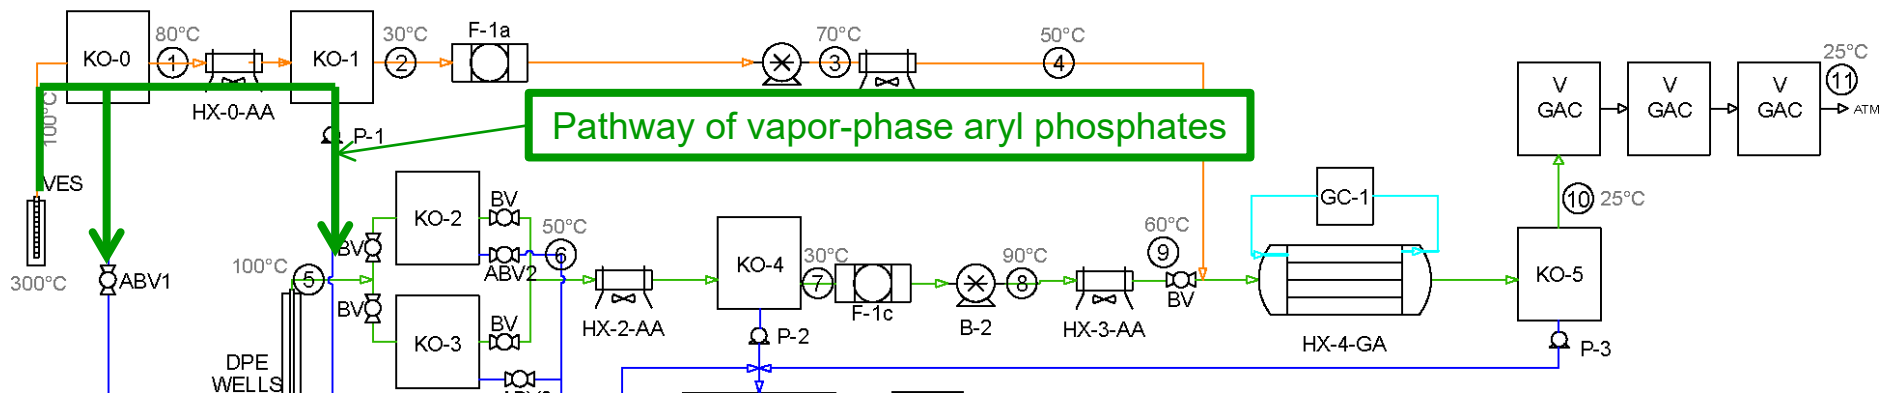 80°C
30°C
F-1a
70°C
50°C
25°C
KO-0
1
KO-1
2
3
4
V
GAC
V
GAC
V
GAC
11
ATM
HX-0-AA
100°C
P-1
Pathway of vapor-phase aryl phosphates
VES
300°C
ABV1
KO-2
BV
BV
ABV2
50°C
6
100°C
5
BV
KO-3
BV
DPE
WELLS
HX-2-AA
KO-4
P-2
30°C
7
F-1c
B-2
90°C
8
HX-3-AA
60°C
9
BV
GC-1
HX-4-GA
10
25°C
KO-5
P-3